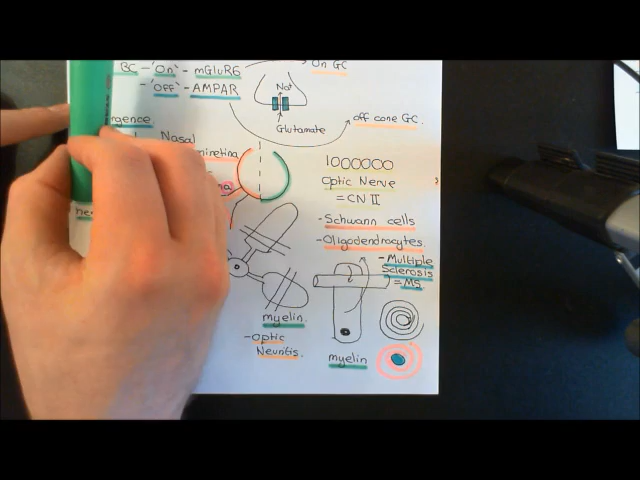 BC - 'On' - mGluR6
On GC
- 'Off' - AMPAR
Na+
Glutamate
off cone GC.
rgence
Nasal
miretina
1000000
Optic Nerve
= CN II
- Schwann cells
- Oligodendrocytes.
- Multiple
Sclerosis
= MS
myelin.
- Optic
Neuritis.
myelin